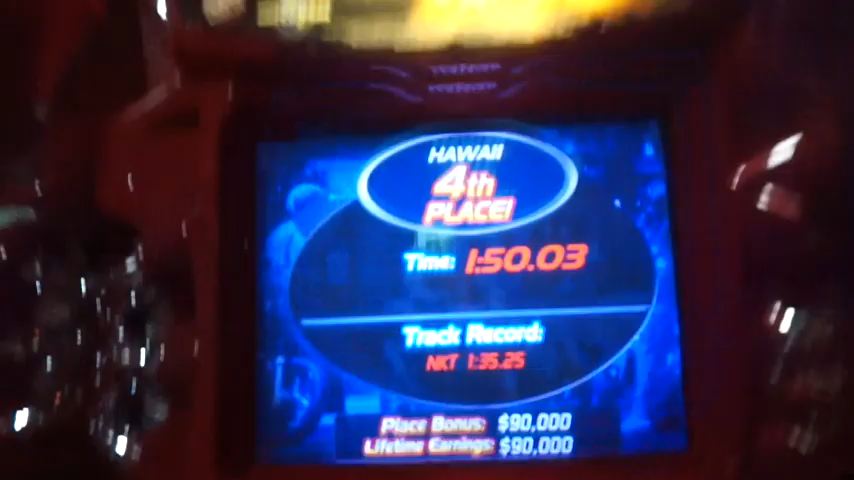 HAWAII
4th
PLACE!
Time: 1:50.03
Track Record:
NKT 1:35.25
Place Bonus: $90,000
Lifetime Earnings: $90,000